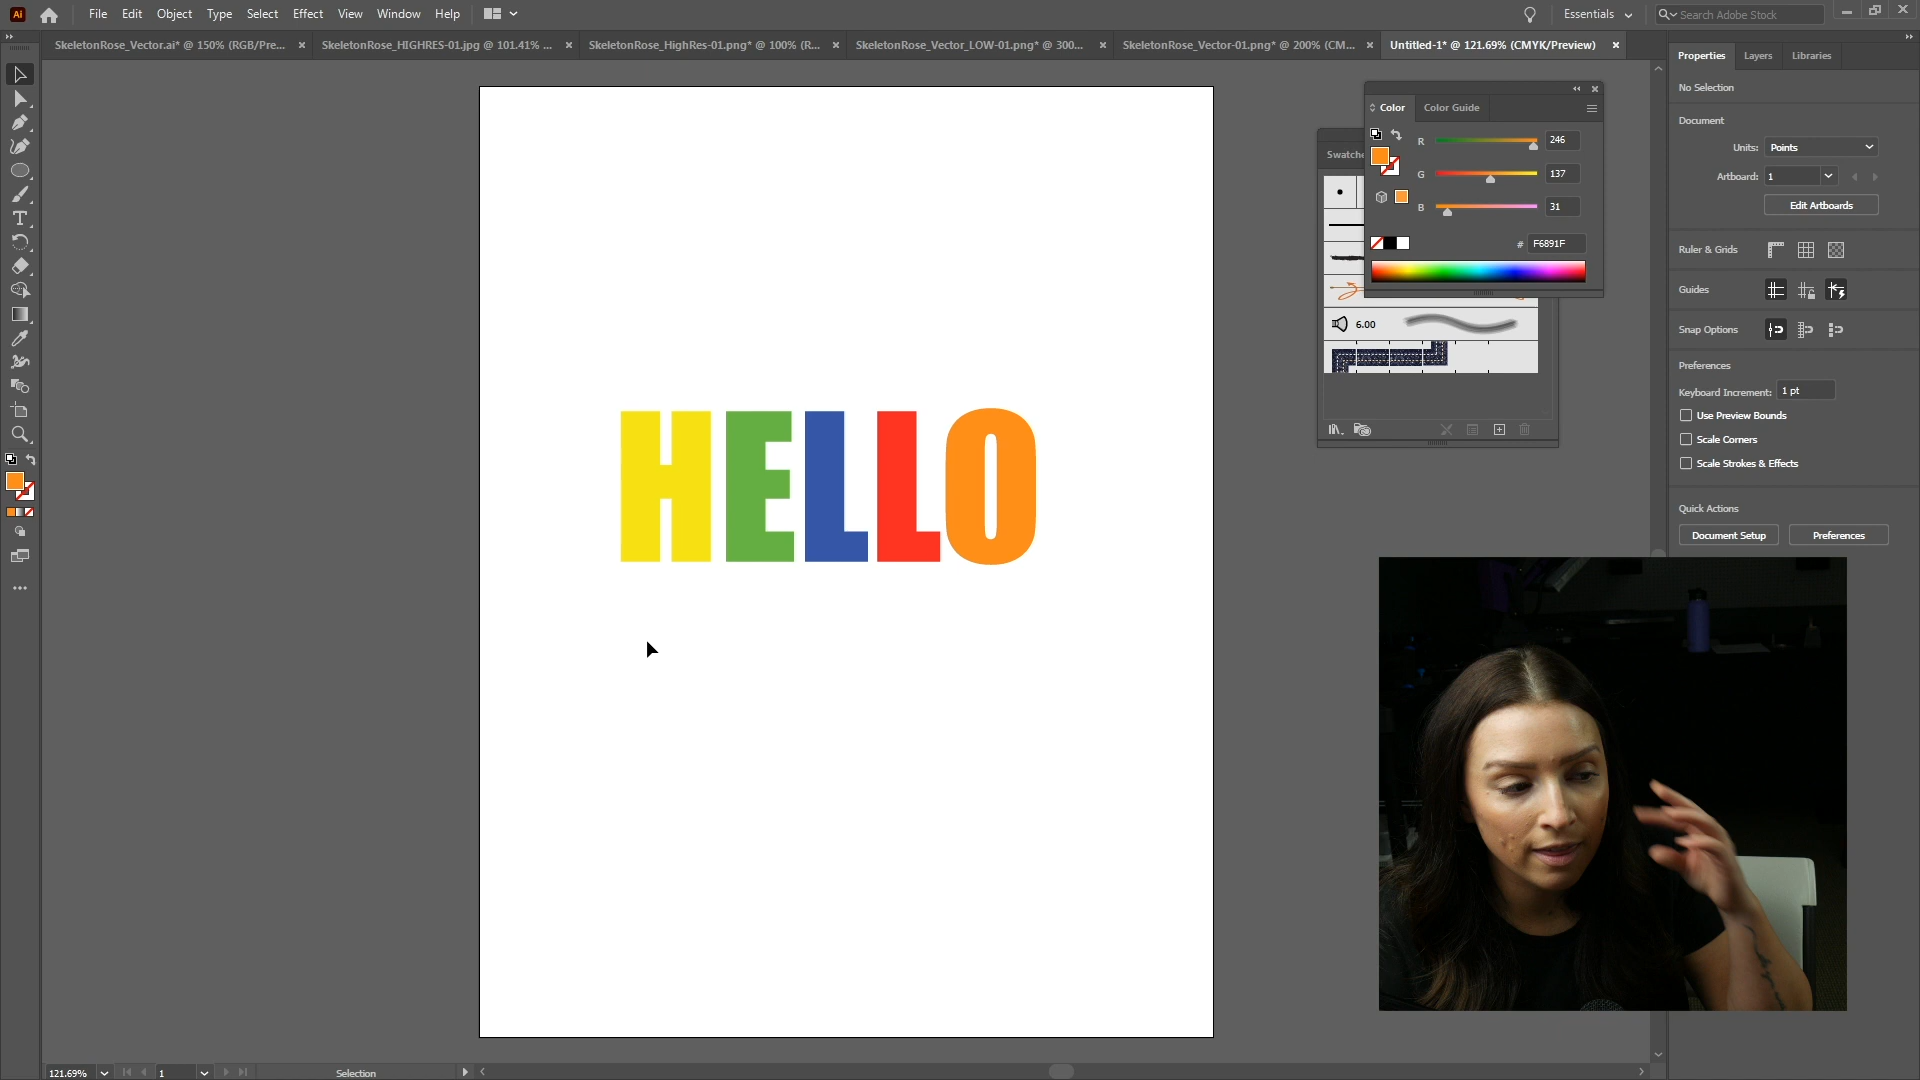 Ai File Edit Object Type Select Effect View Window Help Essentials Search Adobe Stock
SkeletonRose_Vector.ai* @ 150% (RGB/Pre...
SkeletonRose_HIGHRES-01.jpg @ 101.41% ...
SkeletonRose_HighRes-01.png* @ 100% (R...
SkeletonRose_Vector_LOW-01.png* @ 300...
SkeletonRose_Vector-01.png* @ 200% (CM...
Untitled-1* @ 121.69% (CMYK/Preview)
Properties Layers Libraries
No Selection
Document
Units: Points
Artboard: 1
Edit Artboards
Ruler & Grids
Guides
Snap Options
Preferences
Keyboard Increment: 1 pt
Use Preview Bounds
Scale Corners
Scale Strokes & Effects
Quick Actions
Document Setup Preferences
Color Color Guide
R 246
G 137
B 31
# F6891F
Swatche
6.00
HELLO
121.69% 1 Selection